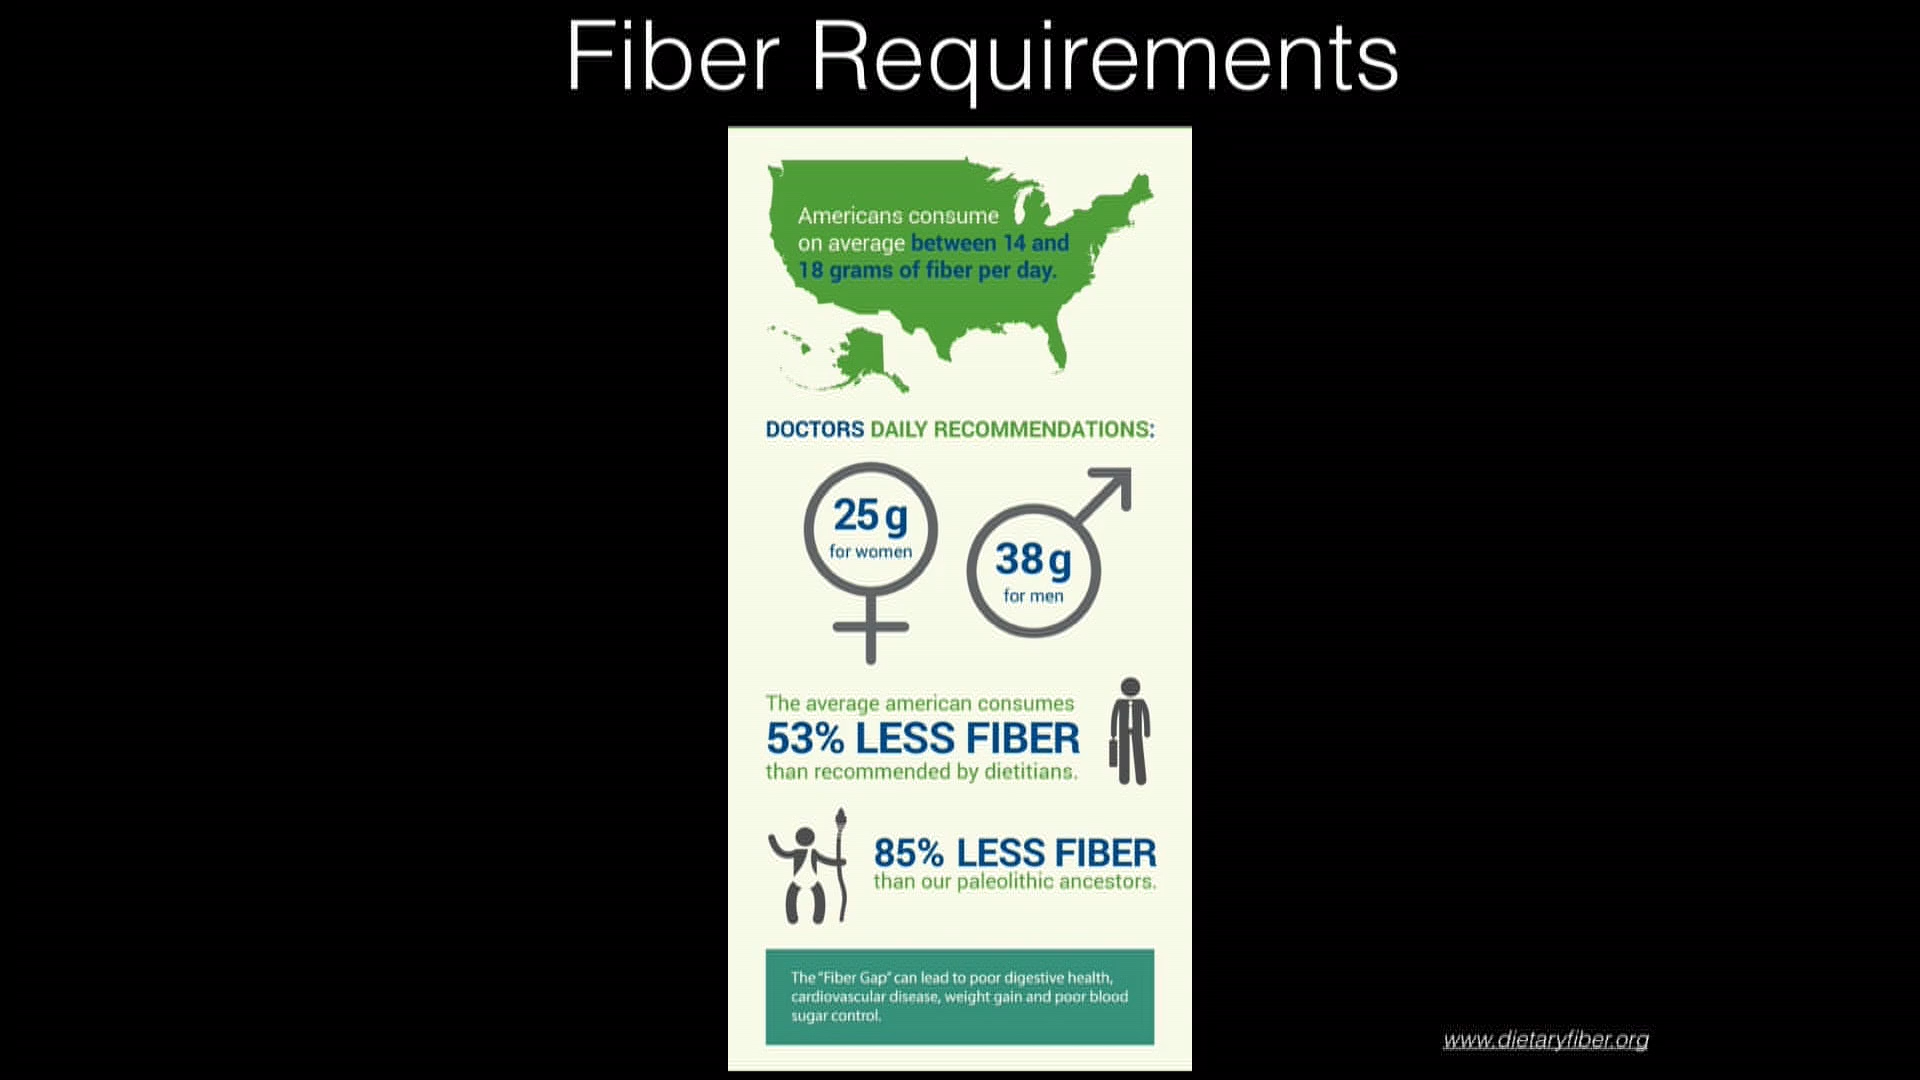 Fiber Requirements
Americans consume
on average between 14 and
18 grams of fiber per day.
DOCTORS DAILY RECOMMENDATIONS:
25g
for women
38g
for men
The average american consumes
53% LESS FIBER
than recommended by dietitians.
85% LESS FIBER
than our paleolithic ancestors.
The "Fiber Gap" can lead to poor digestive health,
cardiovascular disease, weight gain and poor blood
sugar control.
www.dietaryfiber.org